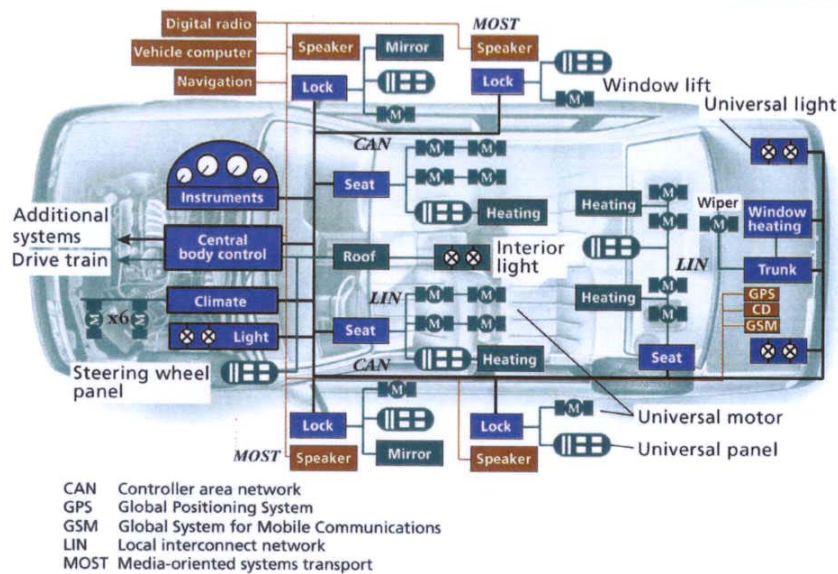 Digital radio
MOST
Vehicle computer
Speaker
Mirror
Speaker
Navigation
Lock
Lock
M
M
Window lift
Universal light
CAN
Instruments
Seat
M M
M M
Heating
Heating
M
M
Wiper
M
Window
heating
Additional
systems
Drive train
Central
body control
Roof
Interior
light
LIN
Trunk
Climate
LIN
M M
M
Heating
M
GPS
CD
GSM
M x6 M
Light
Seat
M M
CAN
Heating
Seat
Steering wheel
panel
M
M
Universal motor
Lock
Lock
Universal panel
MOST
Speaker
Mirror
Speaker
CAN Controller area network
GPS Global Positioning System
GSM Global System for Mobile Communications
LIN Local interconnect network
MOST Media-oriented systems transport